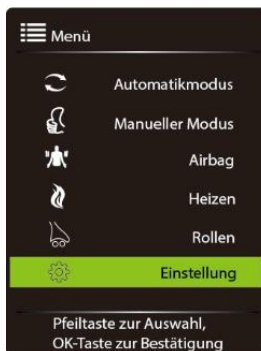 Menü
Automatikmodus
Manueller Modus
Airbag
Heizen
Rollen
Einstellung
Pfeiltaste zur Auswahl,
OK-Taste zur Bestätigung